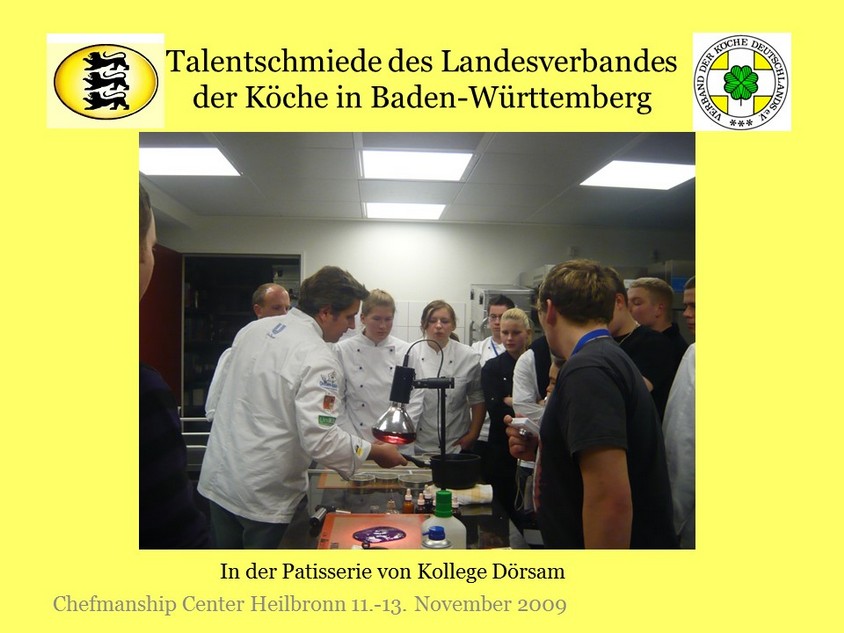 Talentschmiede des Landesverbandes
der Köche in Baden-Württemberg
VERBAND DER KÖCHE DEUTSCHLANDS e.V.
In der Patisserie von Kollege Dörsam
Chefmanship Center Heilbronn 11.-13. November 2009